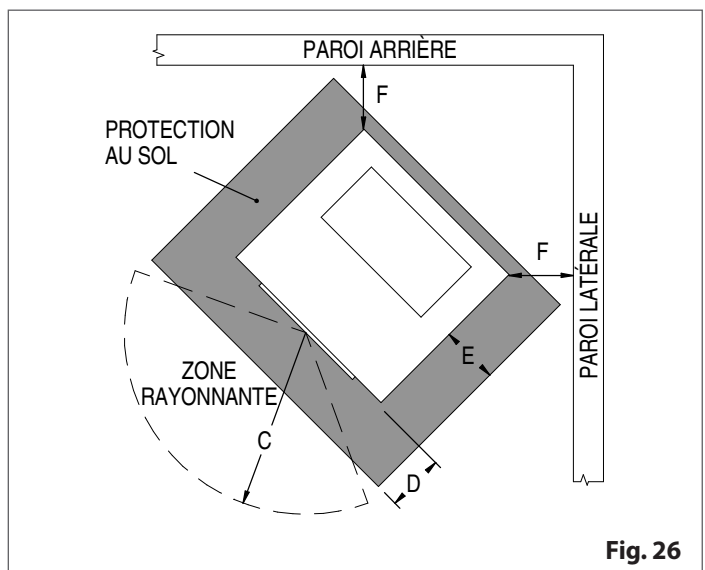 PAROI ARRIÈRE
F
PROTECTION
AU SOL
F
PAROI LATÉRALE
E
ZONE
RAYONNANTE
C
D
Fig. 26